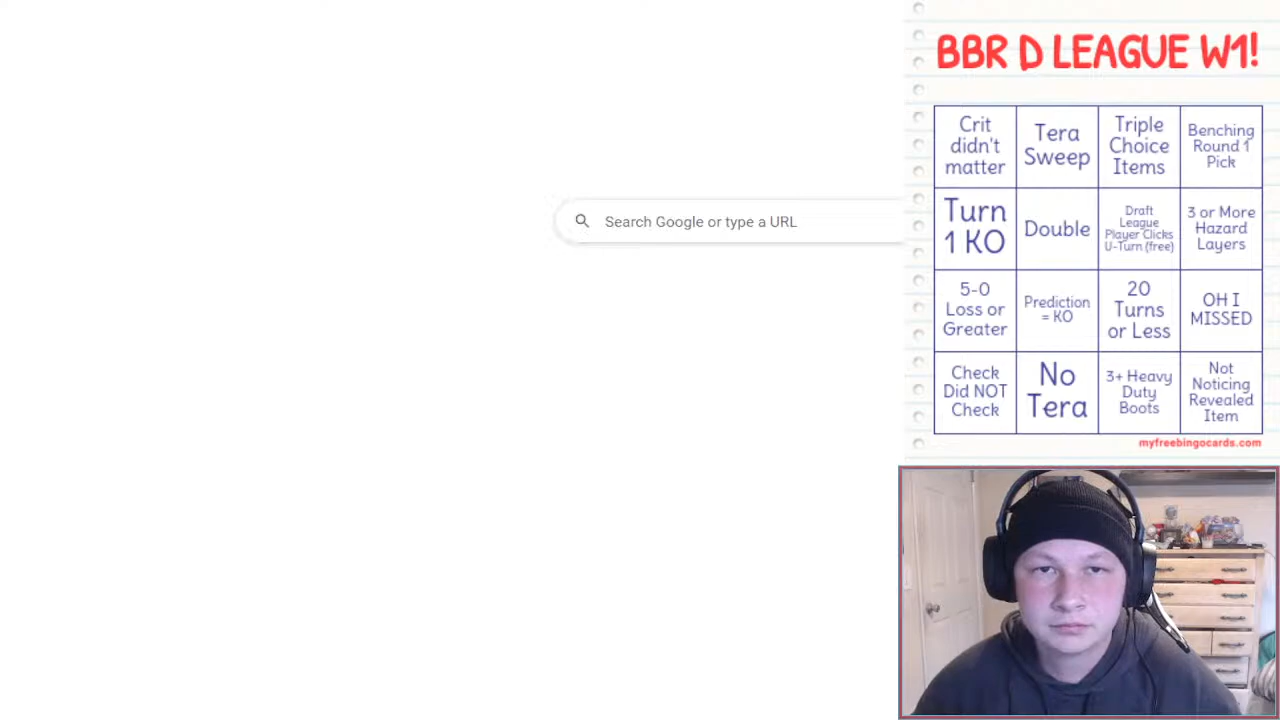 BBR D LEAGUE W1!
Search Google or type a URL
Crit
didn't
matter
Tera
Sweep
Triple
Choice
Items
Benching
Round 1
Pick
Turn
1 KO
Double
Draft
League
Player Clicks
U-Turn (free)
3 or More
Hazard
Layers
5-0
Loss or
Greater
Prediction
= KO
20
Turns
or Less
OH I
MISSED
Check
Did NOT
Check
No
Tera
3+ Heavy
Duty
Boots
Not
Noticing
Revealed
Item
myfreebingocards.com